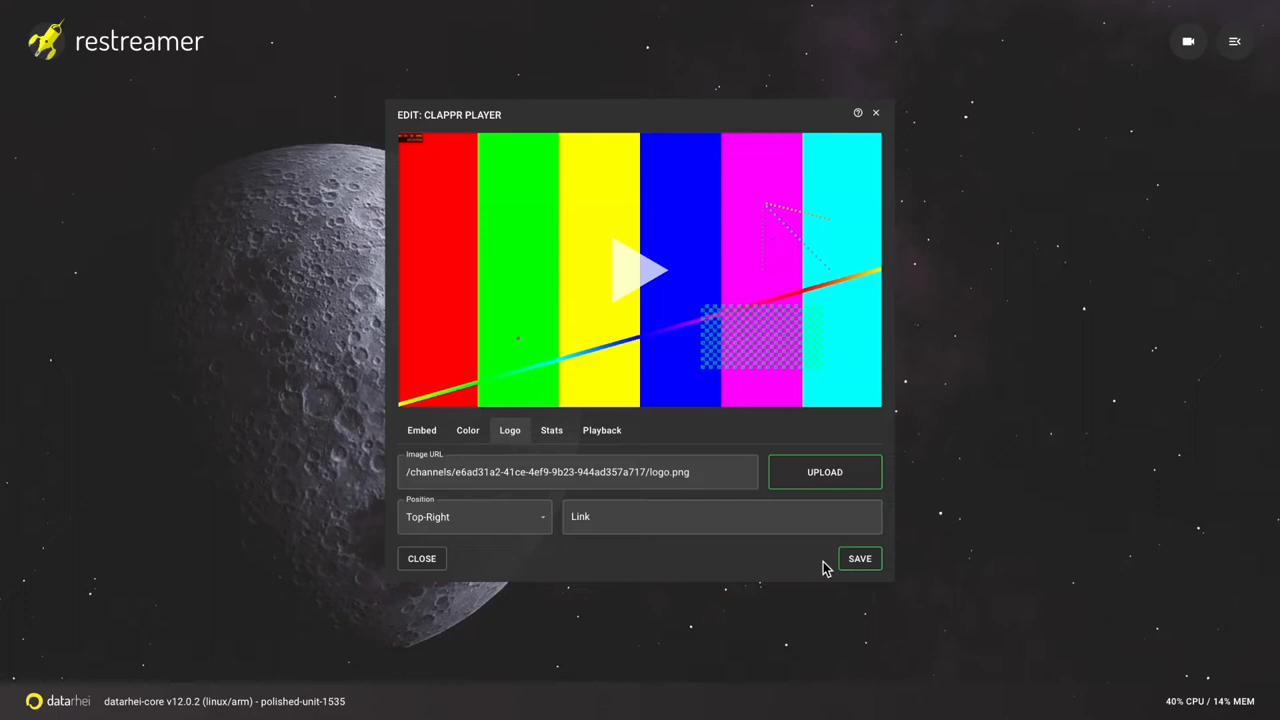 restreamer
EDIT: CLAPPR PLAYER
Embed Color Logo Stats Playback
Image URL
/channels/e6ad31a2-41ce-4ef9-9b23-944ad357a717/logo.png
UPLOAD
Position
Top-Right
Link
CLOSE
SAVE
datarhei datarhei-core v12.0.2 (linux/arm) - polished-unit-1535
40% CPU / 14% MEM